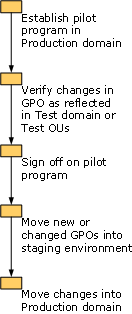 Establish pilot
program in
Production domain
Verify changes in
GPO as reflected
in Test domain or
Test OUs
Sign off on pilot
program
Move new or
changed GPOs into
staging environment
Move changes into
Production domain